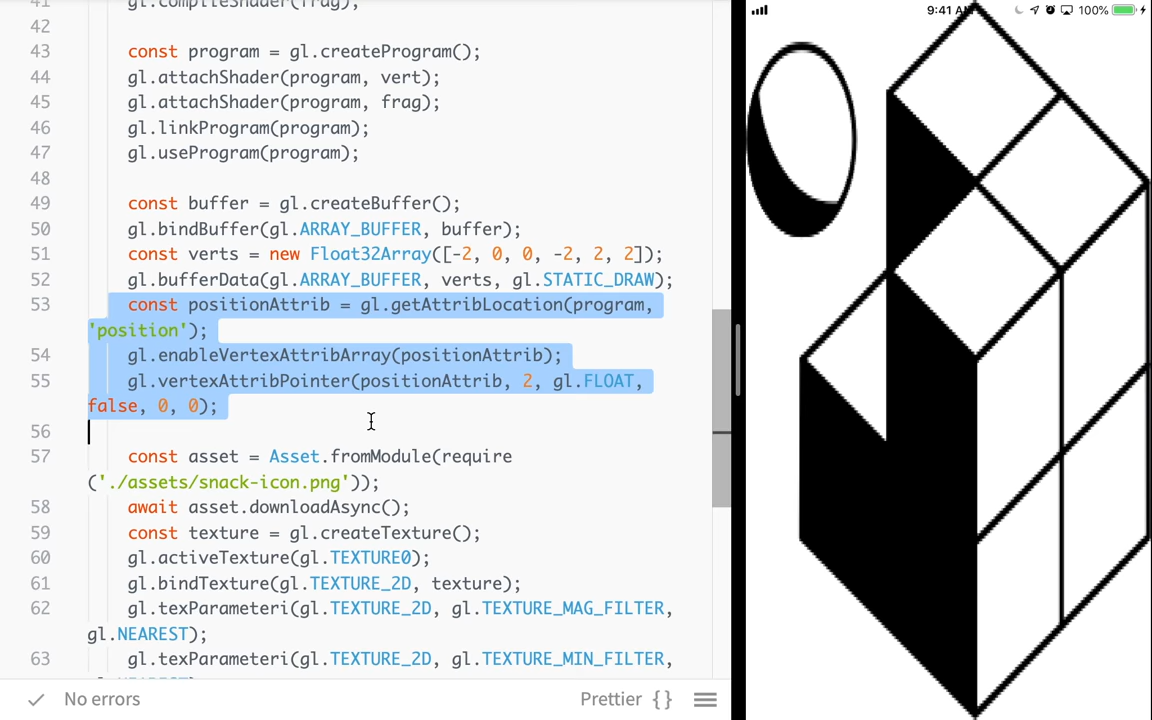 41 gl.compileShader(frag);
42
43 const program = gl.createProgram();
44 gl.attachShader(program, vert);
45 gl.attachShader(program, frag);
46 gl.linkProgram(program);
47 gl.useProgram(program);
48
49 const buffer = gl.createBuffer();
50 gl.bindBuffer(gl.ARRAY_BUFFER, buffer);
51 const verts = new Float32Array([-2, 0, 0, -2, 2, 2]);
52 gl.bufferData(gl.ARRAY_BUFFER, verts, gl.STATIC_DRAW);
53 const positionAttrib = gl.getAttribLocation(program,
'position');
54 gl.enableVertexAttribArray(positionAttrib);
55 gl.vertexAttribPointer(positionAttrib, 2, gl.FLOAT,
false, 0, 0);
56
57 const asset = Asset.fromModule(require
('./assets/snack-icon.png'));
58 await asset.downloadAsync();
59 const texture = gl.createTexture();
60 gl.activeTexture(gl.TEXTURE0);
61 gl.bindTexture(gl.TEXTURE_2D, texture);
62 gl.texParameteri(gl.TEXTURE_2D, gl.TEXTURE_MAG_FILTER,
gl.NEAREST);
63 gl.texParameteri(gl.TEXTURE_2D, gl.TEXTURE_MIN_FILTER,
No errors
Prettier {}
9:41
100%